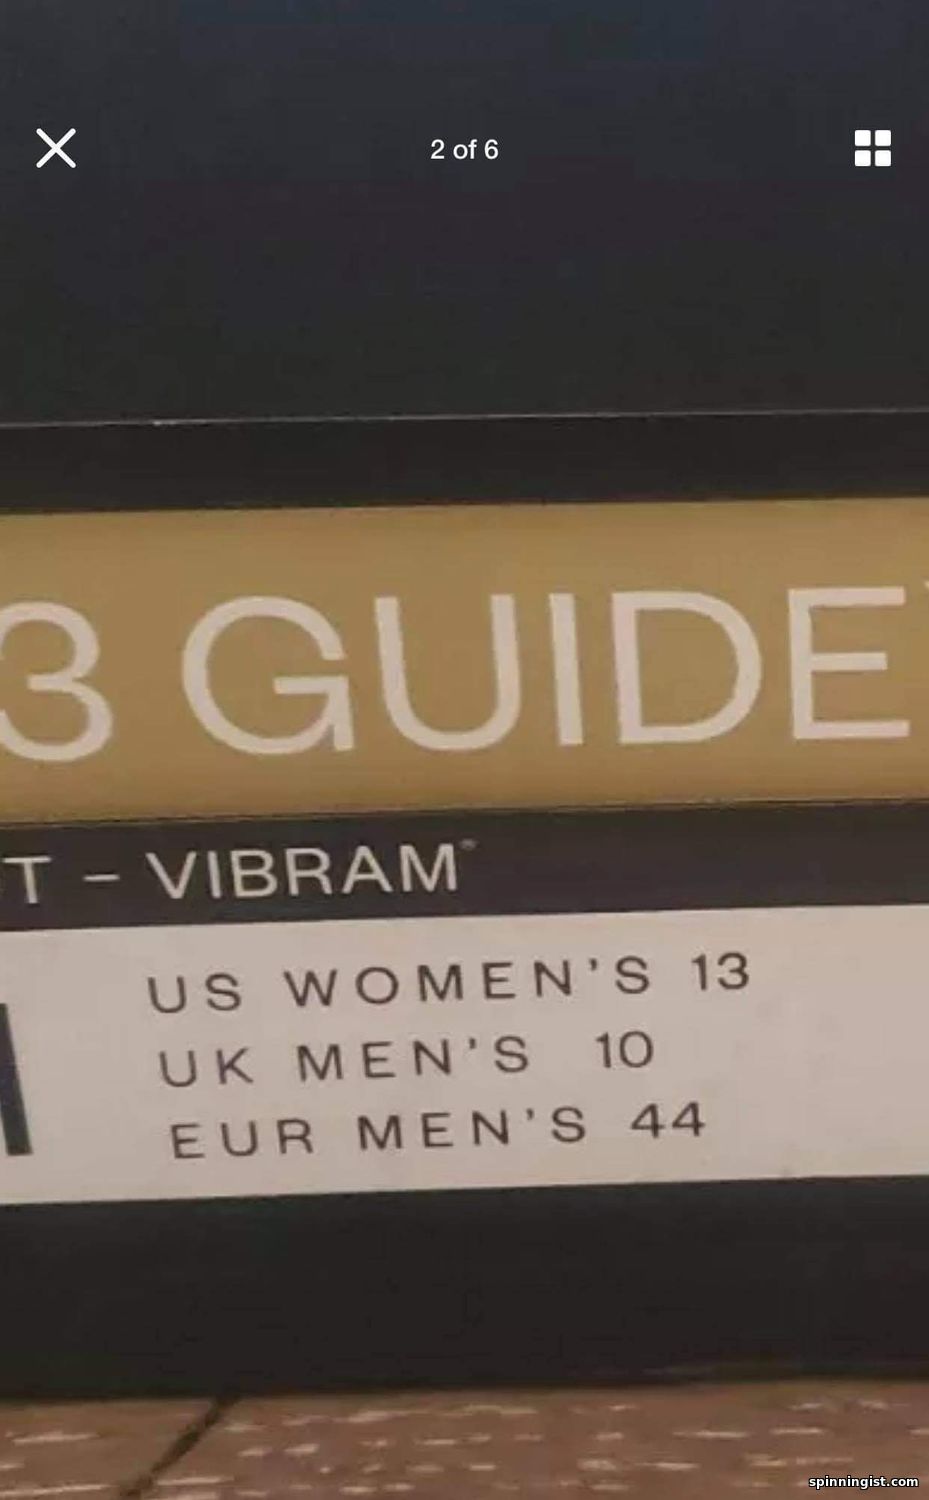 2 of 6
3 GUIDE
T – VIBRAM
US WOMEN'S 13
UK MEN'S 10
EUR MEN'S 44
spinningist.com